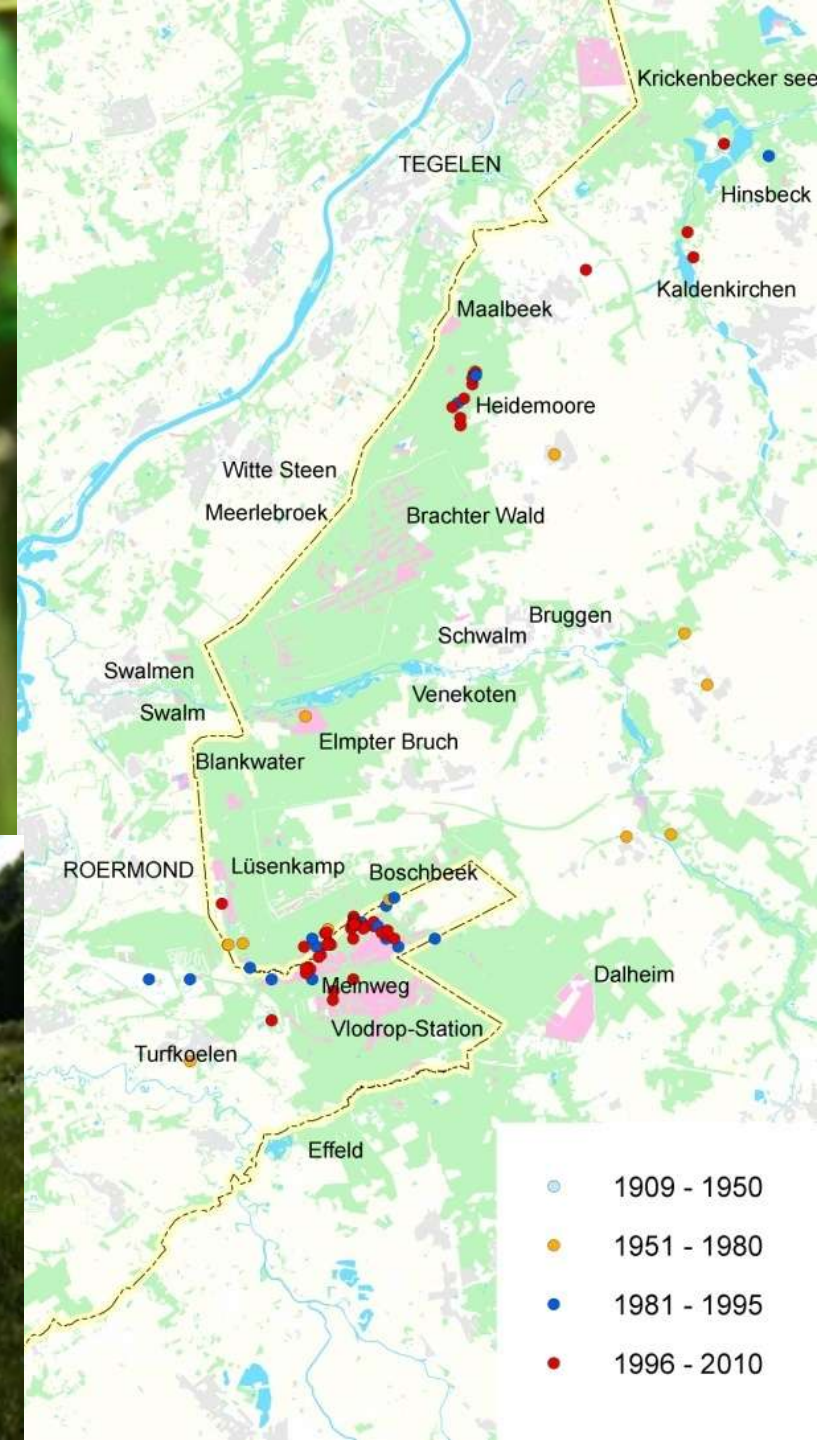 Krickenbecker see
TEGELEN
Hinsbeck
Kaldenkirchen
Maalbeek
Heidemoore
Witte Steen
Meerlebroek
Brachter Wald
Bruggen
Schwalm
Swalmen
Venekoten
Swalm
Elmpter Bruch
Blankwater
ROERMOND
Lüsenkamp
Boschbeek
Dalheim
Meinweg
Vlodrop-Station
Turfkoelen
Effeld
1909 - 1950
1951 - 1980
1981 - 1995
1996 - 2010